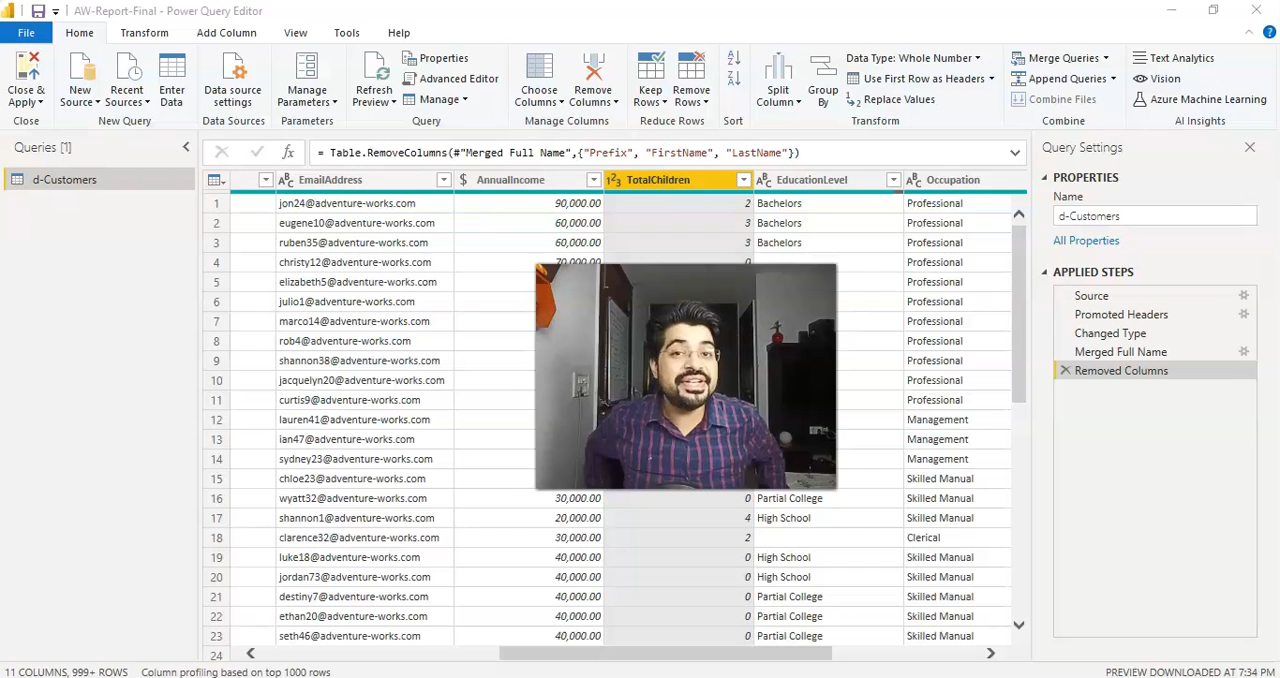 AW-Report-Final - Power Query Editor
File Home Transform Add Column View Tools Help
Close & Apply
New Source
Recent Sources
Enter Data
Data source settings
Manage Parameters
Refresh Preview
Properties
Advanced Editor
Manage
Choose Columns
Remove Columns
Keep Rows
Remove Rows
Split Column
Group By
Data Type: Whole Number
Use First Row as Headers
Replace Values
Merge Queries
Append Queries
Combine Files
Text Analytics
Vision
Azure Machine Learning
Close New Query Data Sources Parameters Query Manage Columns Reduce Rows Sort Transform Combine AI Insights
Queries [1]
d-Customers
fx = Table.RemoveColumns(#"Merged Full Name",{"Prefix", "FirstName", "LastName"})
EmailAddress AnnualIncome TotalChildren EducationLevel Occupation
1 jon24@adventure-works.com 90,000.00 2 Bachelors Professional
2 eugene10@adventure-works.com 60,000.00 3 Bachelors Professional
3 ruben35@adventure-works.com 60,000.00 3 Bachelors Professional
4 christy12@adventure-works.com 70,000.00 0 Professional
5 elizabeth5@adventure-works.com Professional
6 julio1@adventure-works.com Professional
7 marco14@adventure-works.com Professional
8 rob4@adventure-works.com Professional
9 shannon38@adventure-works.com Professional
10 jacquelyn20@adventure-works.com Professional
11 curtis9@adventure-works.com Professional
12 lauren41@adventure-works.com Management
13 ian47@adventure-works.com Management
14 sydney23@adventure-works.com Management
15 chloe23@adventure-works.com Skilled Manual
16 wyatt32@adventure-works.com 30,000.00 0 Partial College Skilled Manual
17 shannon1@adventure-works.com 20,000.00 4 High School Skilled Manual
18 clarence32@adventure-works.com 30,000.00 2 Clerical
19 luke18@adventure-works.com 40,000.00 0 High School Skilled Manual
20 jordan73@adventure-works.com 40,000.00 0 High School Skilled Manual
21 destiny7@adventure-works.com 40,000.00 0 Partial College Skilled Manual
22 ethan20@adventure-works.com 40,000.00 0 Partial College Skilled Manual
23 seth46@adventure-works.com 40,000.00 0 Partial College Skilled Manual
24
Query Settings
PROPERTIES
Name
d-Customers
All Properties
APPLIED STEPS
Source
Promoted Headers
Changed Type
Merged Full Name
Removed Columns
11 COLUMNS, 999+ ROWS Column profiling based on top 1000 rows PREVIEW DOWNLOADED AT 7:34 PM